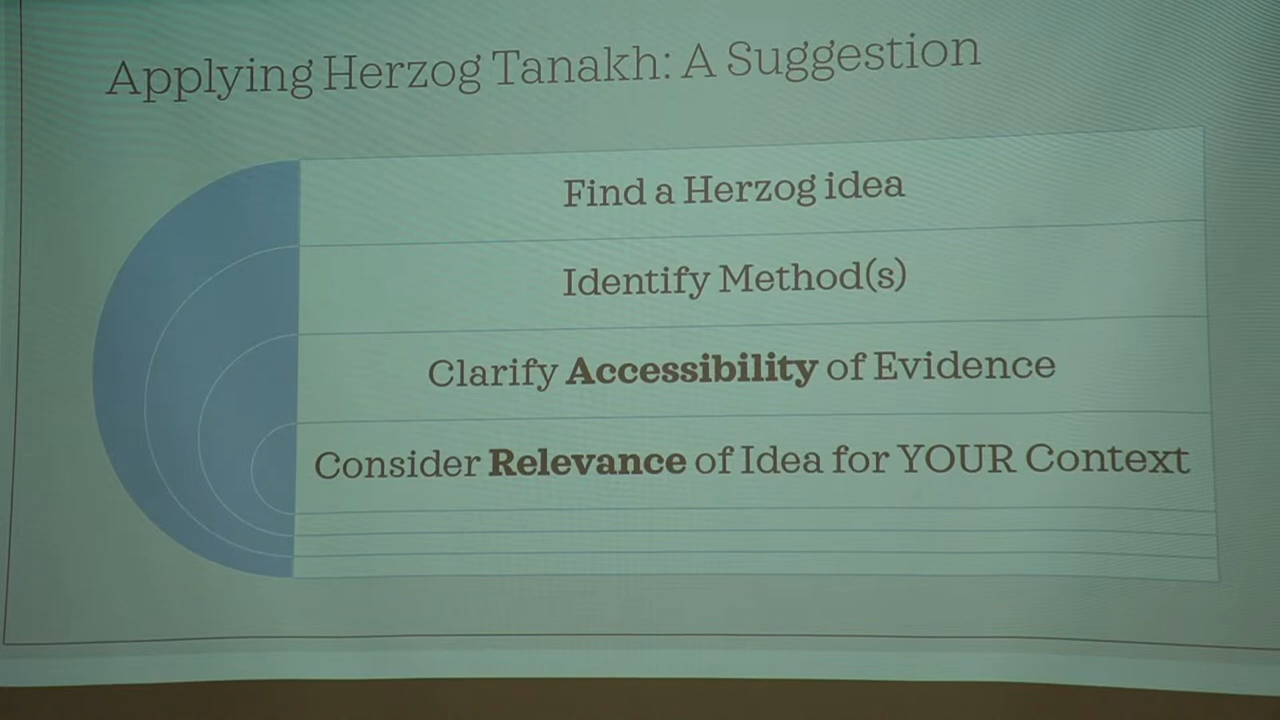 Applying Herzog Tanakh: A Suggestion
Find a Herzog idea
Identify Method(s)
Clarify Accessibility of Evidence
Consider Relevance of Idea for YOUR Context